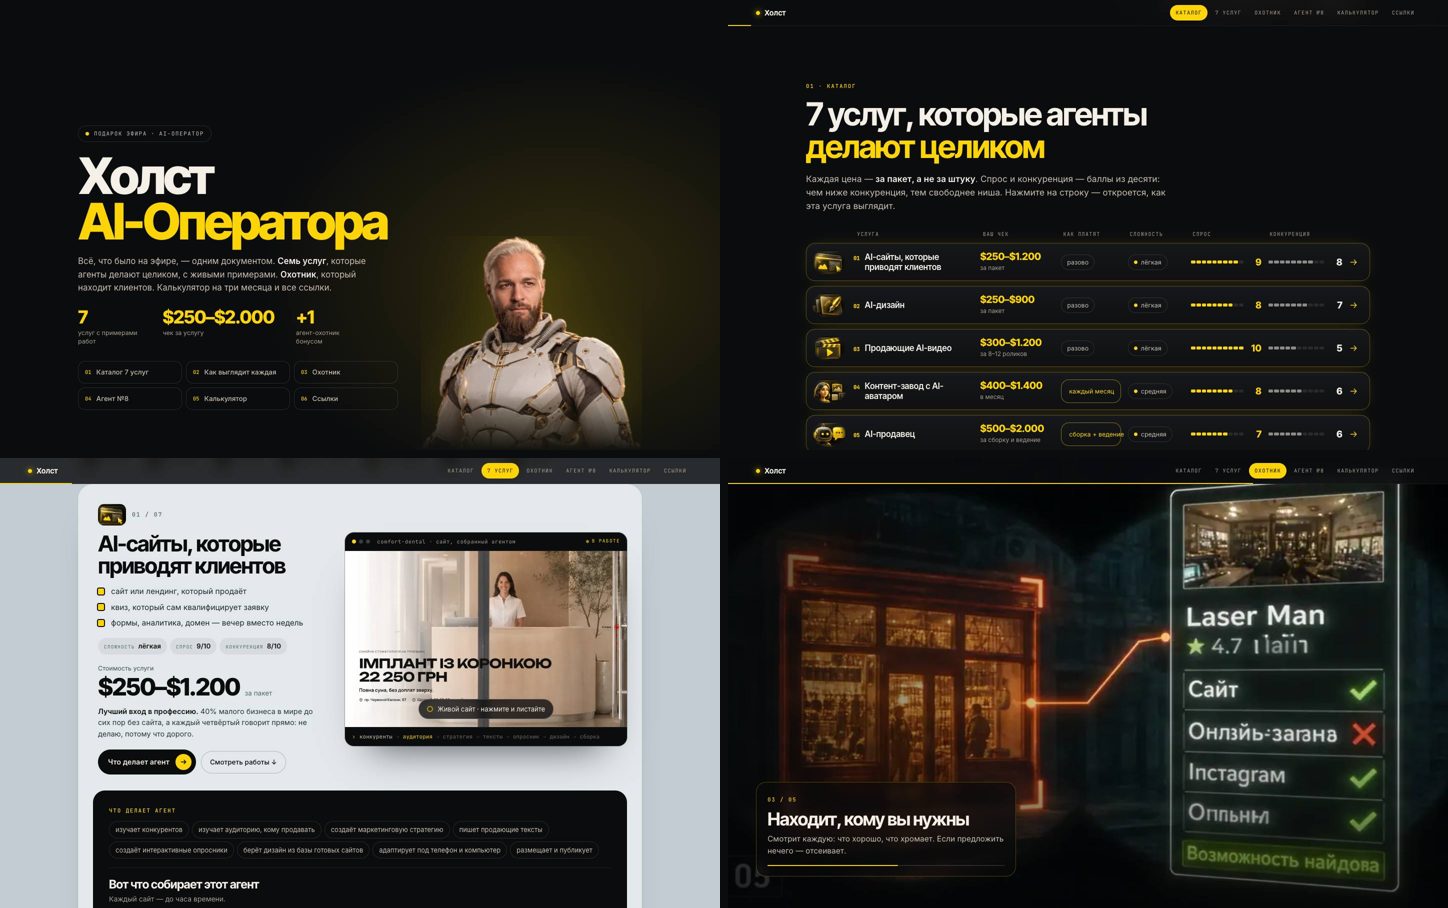 ПОДАРОК ЭФИРА · AI-ОПЕРАТОР
Холст
AI-Оператора
Всё, что было на эфире, — одним документом. Семь услуг, которые
агенты делают целиком, с живыми примерами. Охотник, который
находит клиентов. Калькулятор на три месяца и все ссылки.
7
услуг с примерами
работ
$250–$2.000
чек за услугу
+1
агент-охотник
бонусом
01 Каталог 7 услуг
02 Как выглядит каждая
03 Охотник
04 Агент №8
05 Калькулятор
06 Ссылки
Холст
КАТАЛОГ 7 УСЛУГ ОХОТНИК АГЕНТ №8 КАЛЬКУЛЯТОР ССЫЛКИ
01 · КАТАЛОГ
7 услуг, которые агенты
делают целиком
Каждая цена — за пакет, а не за штуку. Спрос и конкуренция — баллы из десяти:
чем ниже конкуренция, тем свободнее ниша. Нажмите на строку — откроется, как
эта услуга выглядит.
УСЛУГА ВАШ ЧЕК КАК ПЛАТЯТ СЛОЖНОСТЬ СПРОС КОНКУРЕНЦИЯ
01 AI-сайты, которые
приводят клиентов
$250–$1.200
за пакет
разово
лёгкая
9
8 →
02 AI-дизайн
$250–$900
за пакет
разово
лёгкая
8
7 →
03 Продающие AI-видео
$300–$1.200
за 8–12 роликов
разово
лёгкая
10
5 →
04 Контент-завод с AI-
аватаром
$400–$1.400
в месяц
каждый месяц
средняя
8
6 →
05 AI-продавец
$500–$2.000
за сборку и ведение
сборка + ведение
средняя
7
6 →
Холст
КАТАЛОГ 7 УСЛУГ ОХОТНИК АГЕНТ №8 КАЛЬКУЛЯТОР ССЫЛКИ
01 / 07
AI-сайты, которые
приводят клиентов
сайт или лендинг, который продаёт
квиз, который сам квалифицирует заявку
формы, аналитика, домен — вечер вместо недель
СЛОЖНОСТЬ лёгкая
СПРОС 9/10
КОНКУРЕНЦИЯ 8/10
Стоимость услуги
$250–$1.200 за пакет
Лучший вход в профессию. 40% малого бизнеса в мире до
сих пор без сайта, а каждый четвёртый говорит прямо: не
делаю, потому что дорого.
Что делает агент →
Смотреть работы ↓
comfort-dental · сайт, собранный агентом
В РАБОТЕ
ІМПЛАНТ ІЗ КОРОНКОЮ
22 250 ГРН
Повна сума, без доплат зверху.
Живой сайт · нажмите и листайте
› конкуренты · аудитория · стратегия · тексты · опросник · дизайн · сборка
ЧТО ДЕЛАЕТ АГЕНТ
изучает конкурентов
изучает аудиторию, кому продавать
создаёт маркетинговую стратегию
пишет продающие тексты
создаёт интерактивные опросники
берёт дизайн из базы готовых сайтов
адаптирует под телефон и компьютер
размещает и публикует
Вот что собирает этот агент
Каждый сайт — до часа времени.
Холст
КАТАЛОГ 7 УСЛУГ ОХОТНИК АГЕНТ №8 КАЛЬКУЛЯТОР ССЫЛКИ
Laser Man
★ 4.7
Сайт
Онлзйь-загана
Instagram
Возможность найдова
03 / 05
Находит, кому вы нужны
Смотрит каждую: что хорошо, что хромает. Если предложить
нечего — отсеивает.
05